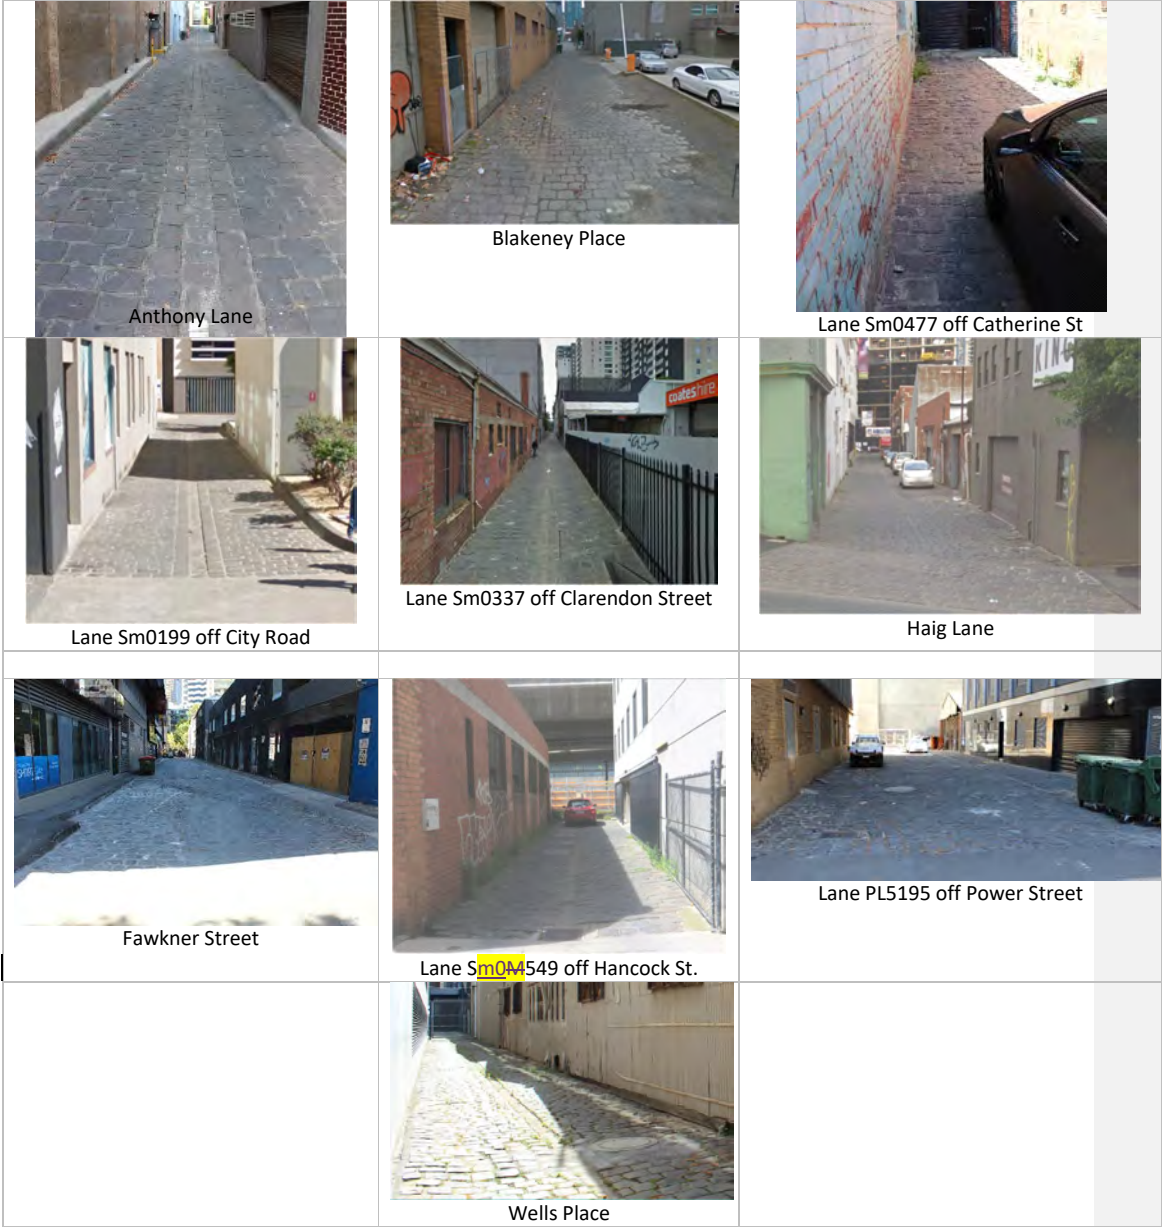 Anthony Lane
Blakeney Place
Lane Sm0477 off Catherine St
KING
coateshire
Lane Sm0199 off City Road
Lane Sm0337 off Clarendon Street
Haig Lane
Fawkner Street
Lane Sm0M549 off Hancock St.
Lane PL5195 off Power Street
Wells Place